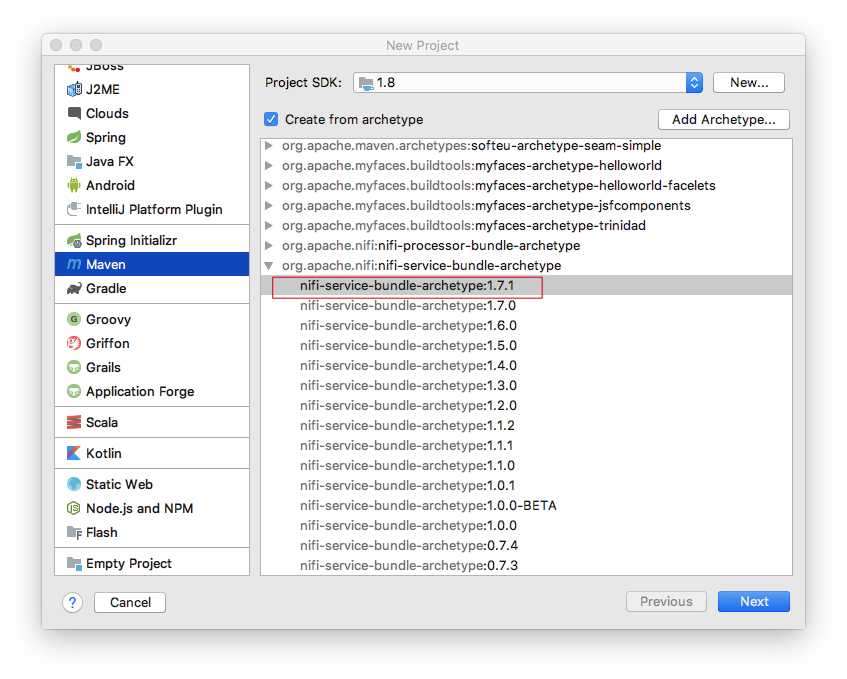 New Project
JBoss
J2ME
Clouds
Spring
Java FX
Android
IntelliJ Platform Plugin
Spring Initializr
Maven
Gradle
Groovy
Griffon
Grails
Application Forge
Scala
Kotlin
Static Web
Node.js and NPM
Flash
Empty Project
Project SDK: 1.8 New...
Create from archetype Add Archetype...
org.apache.maven.archetypes:softeu-archetype-seam-simple
org.apache.myfaces.buildtools:myfaces-archetype-helloworld
org.apache.myfaces.buildtools:myfaces-archetype-helloworld-facelets
org.apache.myfaces.buildtools:myfaces-archetype-jsfcomponents
org.apache.myfaces.buildtools:myfaces-archetype-trinidad
org.apache.nifi:nifi-processor-bundle-archetype
org.apache.nifi:nifi-service-bundle-archetype
nifi-service-bundle-archetype:1.7.1
nifi-service-bundle-archetype:1.7.0
nifi-service-bundle-archetype:1.6.0
nifi-service-bundle-archetype:1.5.0
nifi-service-bundle-archetype:1.4.0
nifi-service-bundle-archetype:1.3.0
nifi-service-bundle-archetype:1.2.0
nifi-service-bundle-archetype:1.1.2
nifi-service-bundle-archetype:1.1.1
nifi-service-bundle-archetype:1.1.0
nifi-service-bundle-archetype:1.0.1
nifi-service-bundle-archetype:1.0.0-BETA
nifi-service-bundle-archetype:1.0.0
nifi-service-bundle-archetype:0.7.4
nifi-service-bundle-archetype:0.7.3
? Cancel Previous Next